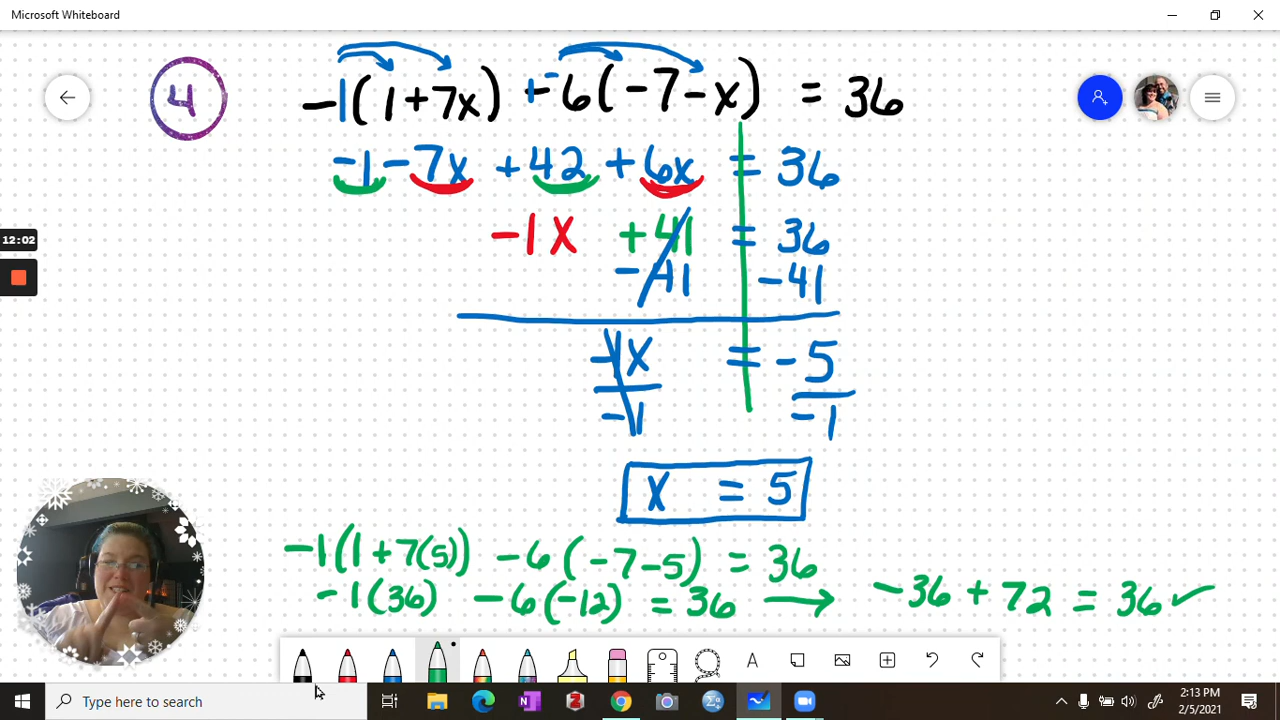 Microsoft Whiteboard
4
-1(1+7x) +-6(-7-x) = 36
-1-7x +42 +6x = 36
-1x +41 = 36
-41 -41
-1x = -5
-1 -1
x = 5
-1(1+7(5)) -6(-7-5) = 36
-1(36) -6(-12) = 36 → -36 + 72 = 36 ✓
12:02
Type here to search
2:13 PM
2/5/2021